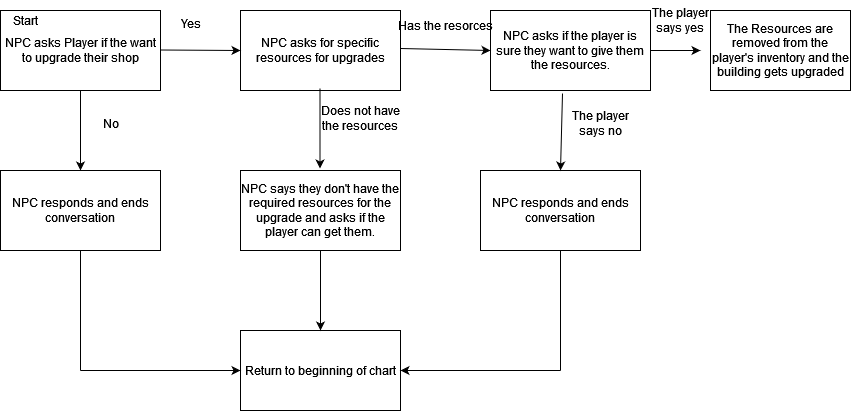 Start
NPC asks Player if the want
to upgrade their shop
Yes
NPC asks for specific
resources for upgrades
Has the resorces
NPC asks if the player is
sure they want to give them
the resources.
The player
says yes
The Resources are
removed from the
player's inventory and the
building gets upgraded
No
Does not have
the resources
The player
says no
NPC responds and ends
conversation
NPC says they don't have the
required resources for the
upgrade and asks if the
player can get them.
NPC responds and ends
conversation
Return to beginning of chart